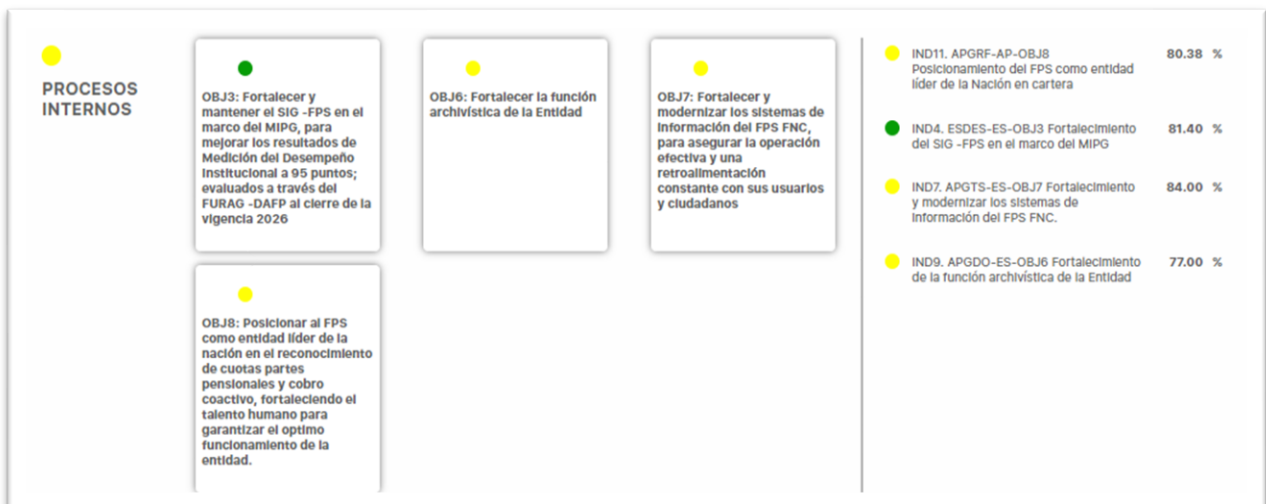 PROCESOS
INTERNOS
OBJ3: Fortalecer y
mantener el SIG -FPS en el
marco del MIPG, para
mejorar los resultados de
Medición del Desempeño
Institucional a 95 puntos;
evaluados a través del
FURAG -DAFP al cierre de la
vigencia 2026
OBJ6: Fortalecer la función
archivística de la Entidad
OBJ7: Fortalecer y
modernizar los sistemas de
Información del FPS FNC,
para asegurar la operación
efectiva y una
retroalimentación
constante con sus usuarios
y ciudadanos
OBJ8: Posicionar al FPS
como entidad líder de la
nación en el reconocimiento
de cuotas partes
pensionales y cobro
coactivo, fortaleciendo el
talento humano para
garantizar el optimo
funcionamiento de la
entidad.
IND11. APGRF-AP-OBJ8 80.38 %
Posicionamiento del FPS como entidad
líder de la Nación en cartera
IND4. ESDES-ES-OBJ3 Fortalecimiento 81.40 %
del SIG -FPS en el marco del MIPG
IND7. APGTS-ES-OBJ7 Fortalecimiento 84.00 %
y modernizar los sistemas de
Información del FPS FNC.
IND9. APGDO-ES-OBJ6 Fortalecimiento 77.00 %
de la función archivística de la Entidad